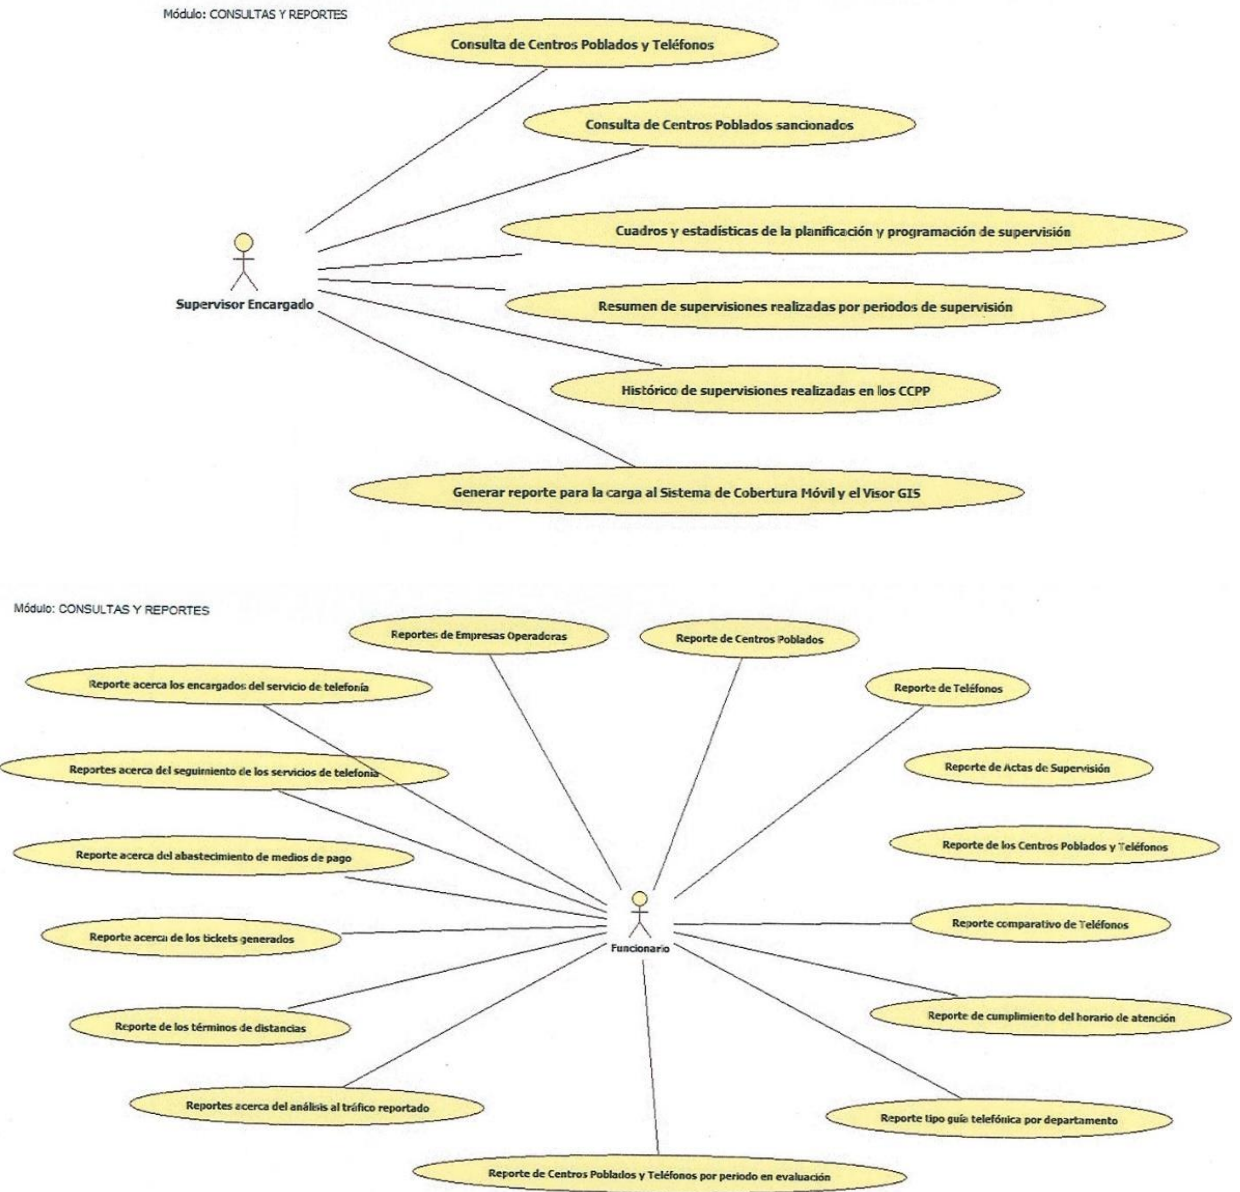 Módulo: CONSULTAS Y REPORTES
Consulta de Centros Poblados y Teléfonos
Consulta de Centros Poblados sancionados
Cuadros y estadísticas de la planificación y programación de supervisión
Supervisor Encargado
Resumen de supervisiones realizadas por periodos de supervisión
Histórico de supervisiones realizadas en los CCPP
Generar reporte para la carga al Sistema de Cobertura Móvil y el Visor GIS
Módulo: CONSULTAS Y REPORTES
Reportes de Empresas Operadoras
Reporte de Centros Poblados
Reporte acerca los encargados del servicio de telefonía
Reporte de Teléfonos
Reportes acerca del seguimiento de los servicios de telefonía
Reporte de Actas de Supervisión
Reporte acerca del abastecimiento de medios de pago
Reporte de los Centros Poblados y Teléfonos
Reporte acerca de los tickets generados
Reporte comparativo de Teléfonos
Funcionario
Reporte de los términos de distancias
Reporte de cumplimiento del horario de atención
Reportes acerca del análisis al tráfico reportado
Reporte tipo guía telefónica por departamento
Reporte de Centros Poblados y Teléfonos por periodo en evaluación